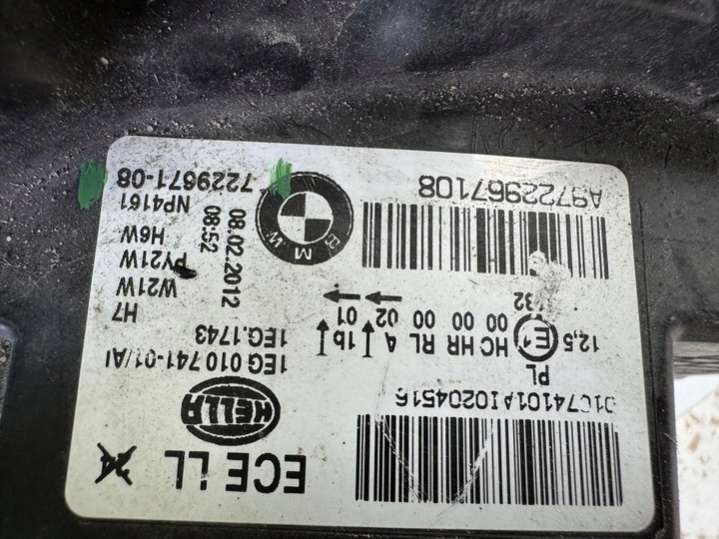 ECE LL
01C74101AI0204516
HELLA
PL
12,5 E1 HC HR RL A 1b
00 00 00 02 01
1EG 010 741-01/AI
1EG.1743
H7
W21W
PY21W
H6W
NP4161
08.02.2012
08:52
BMW
A9722967108
7229671-08